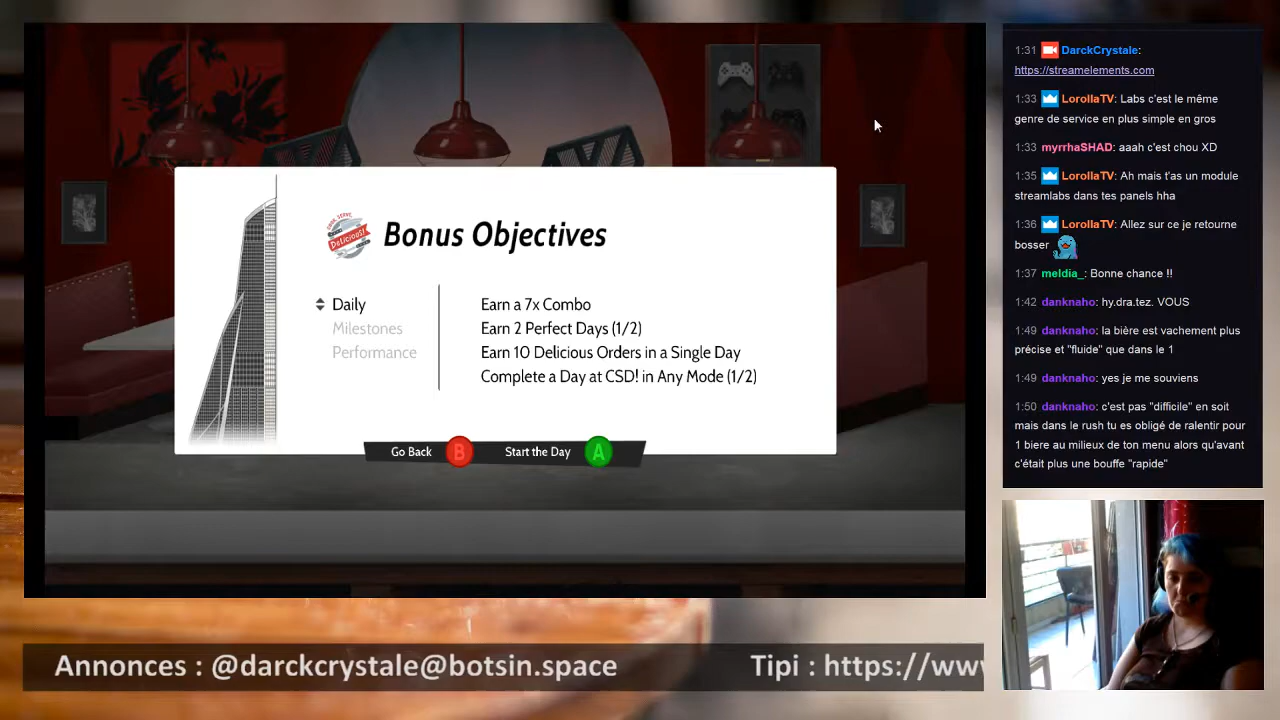 Bonus Objectives
Daily
Milestones
Performance
Earn a 7x Combo
Earn 2 Perfect Days (1/2)
Earn 10 Delicious Orders in a Single Day
Complete a Day at CSD! in Any Mode (1/2)
Go Back B Start the Day A
1:31 DarckCrystale:
https://streamelements.com
1:33 LorollaTV: Labs c'est le même
genre de service en plus simple en gros
1:33 myrrhaSHAD: aaah c'est chou XD
1:35 LorollaTV: Ah mais t'as un module
streamlabs dans tes panels hha
1:36 LorollaTV: Allez sur ce je retourne
bosser
1:37 meldia_: Bonne chance !!
1:42 danknaho: hy.dra.tez. VOUS
1:49 danknaho: la bière est vachement plus
précise et "fluide" que dans le 1
1:49 danknaho: yes je me souviens
1:50 danknaho: c'est pas "difficile" en soit
mais dans le rush tu es obligé de ralentir pour
1 biere au milieu de ton menu alors qu'avant
c'était plus une bouffe "rapide"
Annonces : @darckcrystale@botsin.space Tipi : https://ww